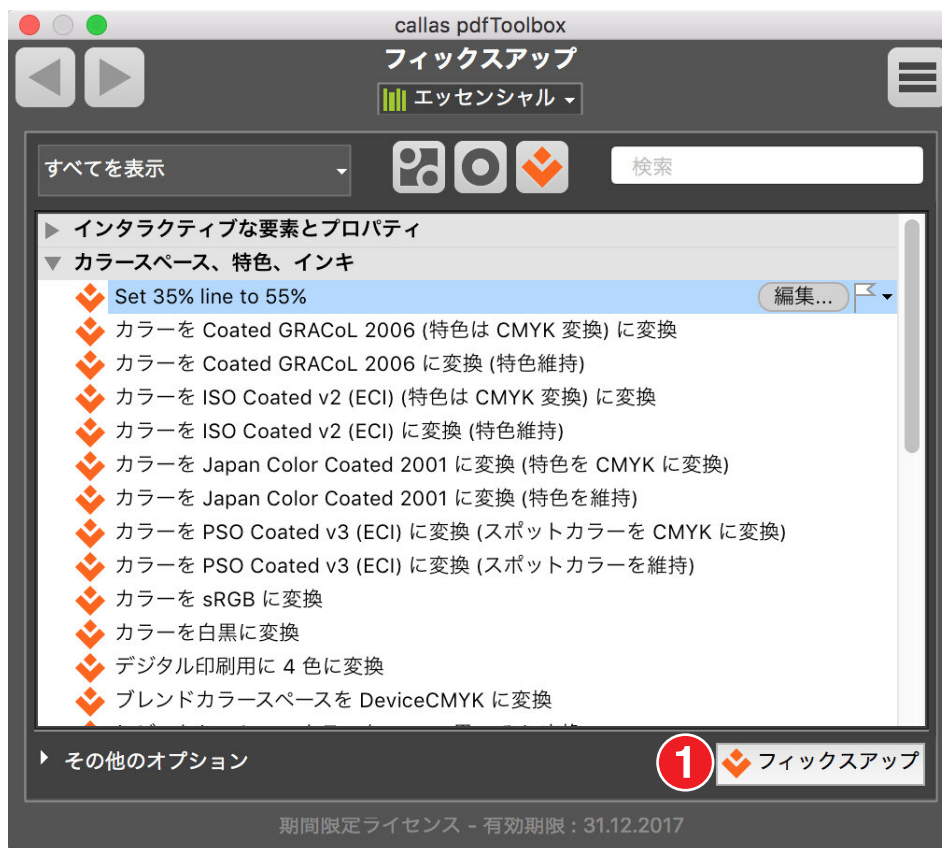 callas pdfToolbox
フィックスアップ
エッセンシャル
すべてを表示
検索
インタラクティブな要素とプロパティ
カラースペース、特色、インキ
Set 35% line to 55% 編集...
カラーを Coated GRACoL 2006 (特色は CMYK 変換) に変換
カラーを Coated GRACoL 2006 に変換 (特色維持)
カラーを ISO Coated v2 (ECI) (特色は CMYK 変換) に変換
カラーを ISO Coated v2 (ECI) に変換 (特色維持)
カラーを Japan Color Coated 2001 に変換 (特色を CMYK に変換)
カラーを Japan Color Coated 2001 に変換 (特色を維持)
カラーを PSO Coated v3 (ECI) に変換 (スポットカラーを CMYK に変換)
カラーを PSO Coated v3 (ECI) に変換 (スポットカラーを維持)
カラーを sRGB に変換
カラーを白黒に変換
デジタル印刷用に 4 色に変換
ブレンドカラースペースを DeviceCMYK に変換
その他のオプション
1 フィックスアップ
期間限定ライセンス - 有効期限 : 31.12.2017